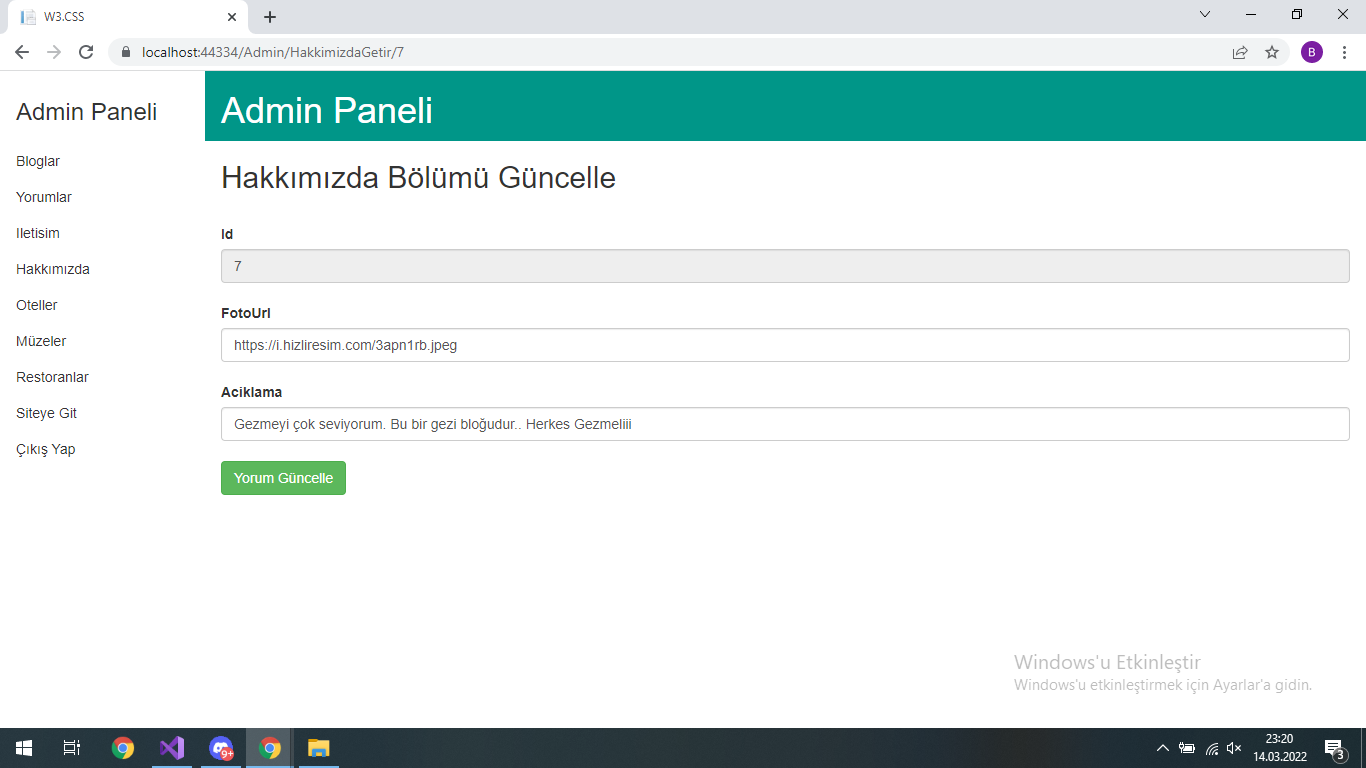 W3.CSS
localhost:44334/Admin/HakkimizdaGetir/7
B
Admin Paneli
Bloglar
Yorumlar
Iletisim
Hakkımızda
Oteller
Müzeler
Restoranlar
Siteye Git
Çıkış Yap
Admin Paneli
Hakkımızda Bölümü Güncelle
Id
7
FotoUrl
https://i.hizliresim.com/3apn1rb.jpeg
Aciklama
Gezmeyi çok seviyorum. Bu bir gezi bloğudur.. Herkes Gezmeliii
Yorum Güncelle
Windows'u Etkinleştir
Windows'u etkinleştirmek için Ayarlar'a gidin.
9+
23:20
14.03.2022
3